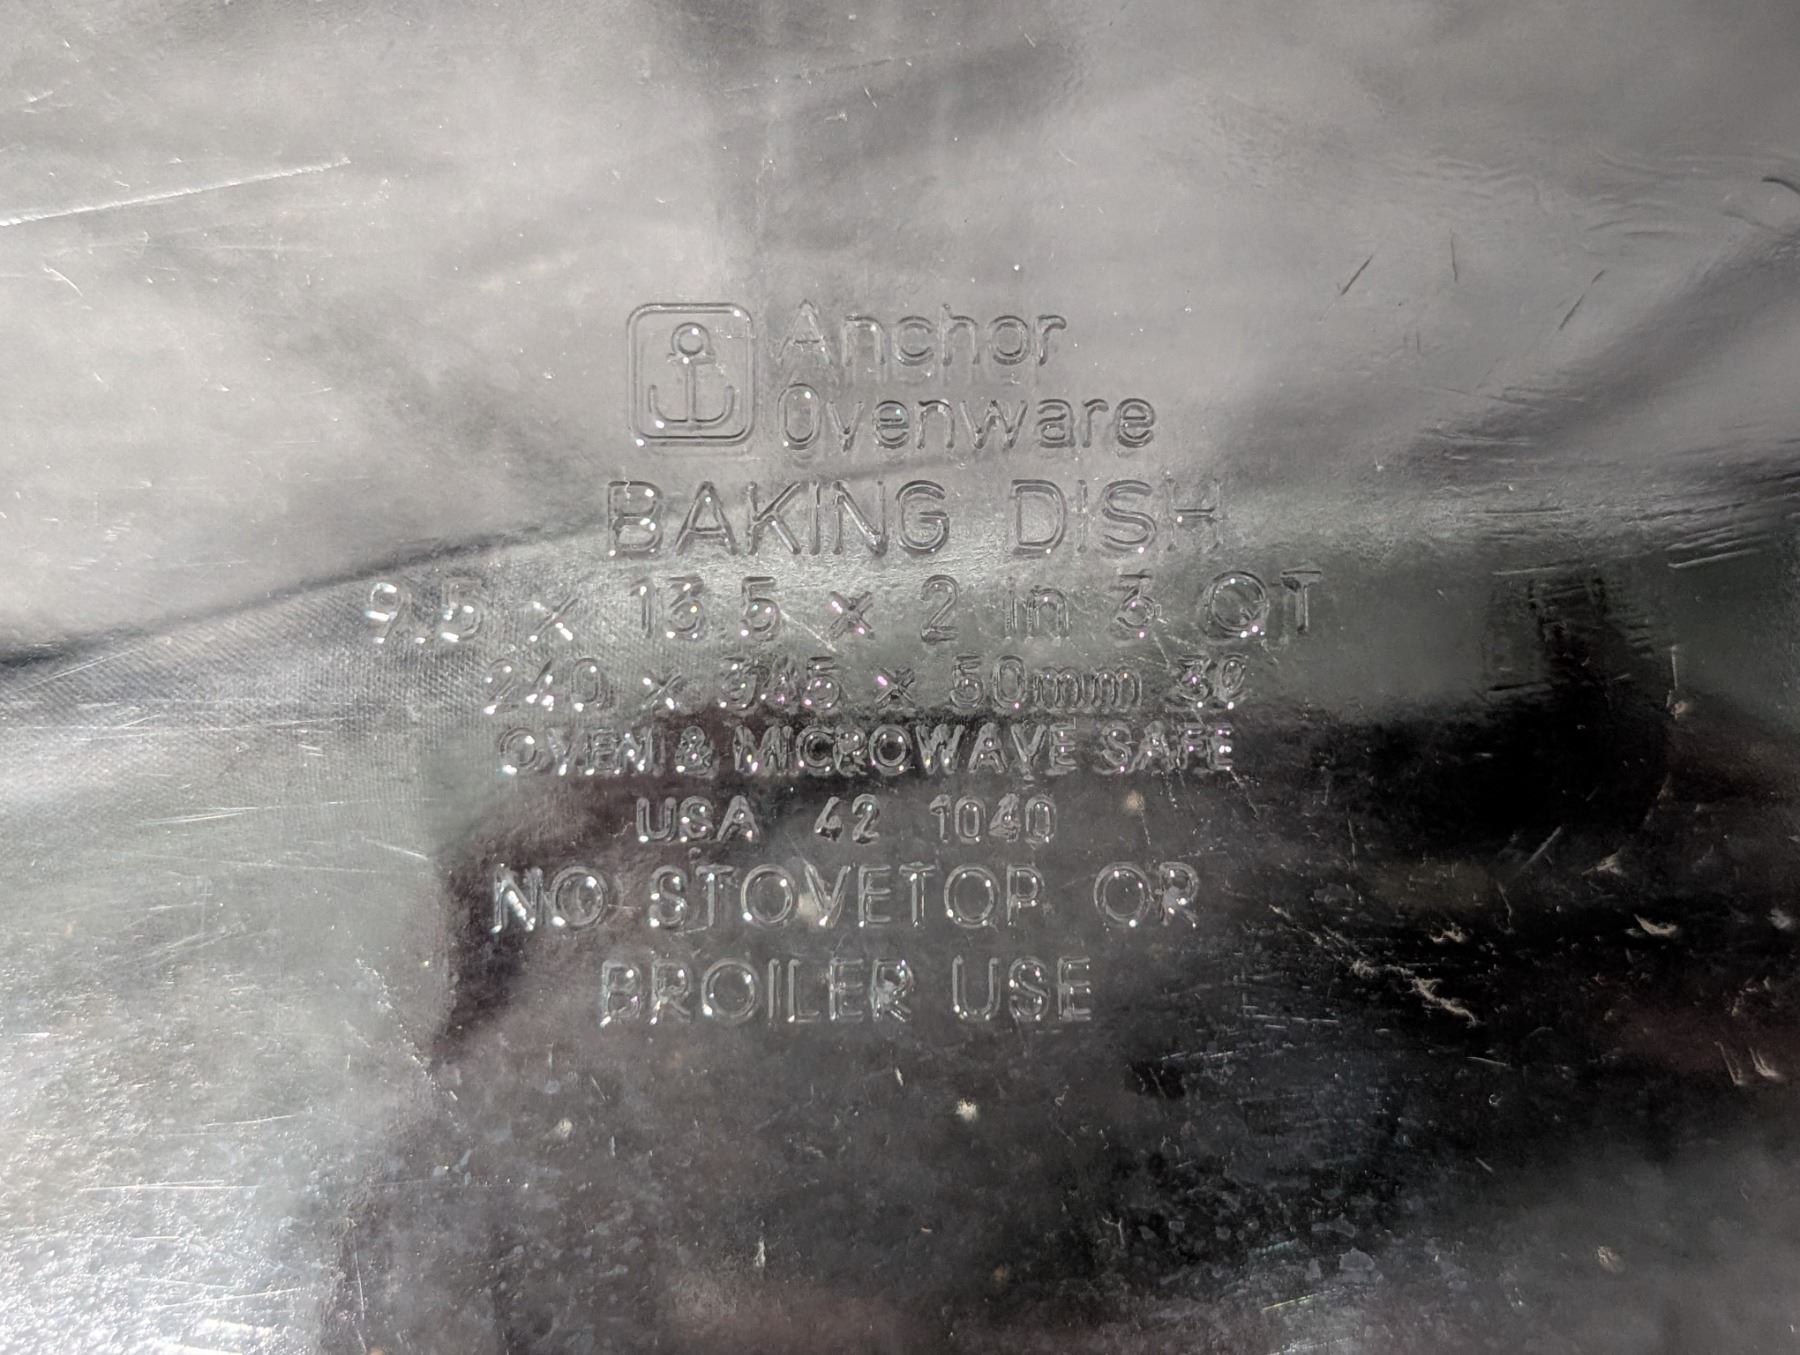 Anchor
Ovenware
BAKING DISH
9.5 x 13.5 x 2 in 3 QT
240 x 345 x 50mm 3ℓ
OVEN & MICROWAVE SAFE
USA 42 1040
NO STOVETOP OR
BROILER USE